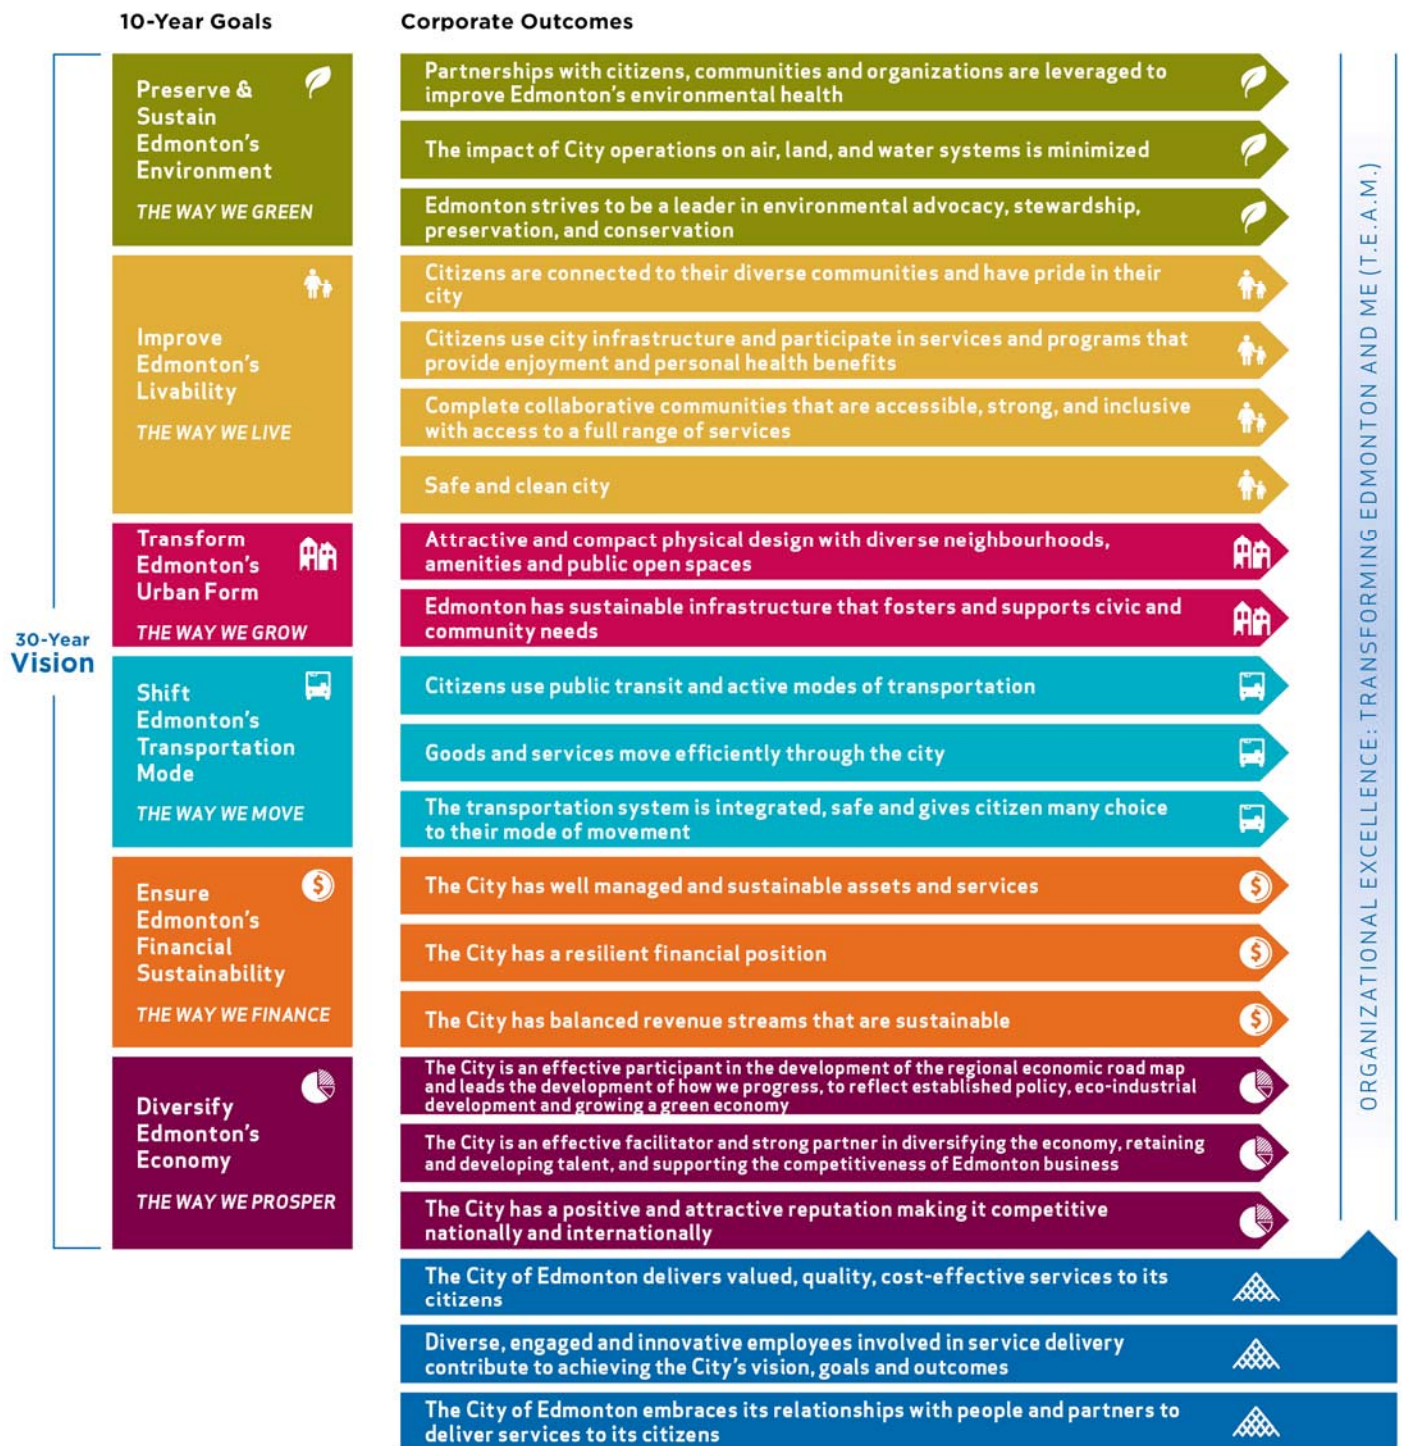 10-Year Goals
Corporate Outcomes
30-Year
Vision
Preserve &
Sustain
Edmonton's
Environment
THE WAY WE GREEN
Partnerships with citizens, communities and organizations are leveraged to
improve Edmonton's environmental health
The impact of City operations on air, land, and water systems is minimized
Edmonton strives to be a leader in environmental advocacy, stewardship,
preservation, and conservation
Improve
Edmonton's
Livability
THE WAY WE LIVE
Citizens are connected to their diverse communities and have pride in their
city
Citizens use city infrastructure and participate in services and programs that
provide enjoyment and personal health benefits
Complete collaborative communities that are accessible, strong, and inclusive
with access to a full range of services
Safe and clean city
Transform
Edmonton's
Urban Form
THE WAY WE GROW
Attractive and compact physical design with diverse neighbourhoods,
amenities and public open spaces
Edmonton has sustainable infrastructure that fosters and supports civic and
community needs
Shift
Edmonton's
Transportation
Mode
THE WAY WE MOVE
Citizens use public transit and active modes of transportation
Goods and services move efficiently through the city
The transportation system is integrated, safe and gives citizen many choice
to their mode of movement
Ensure
Edmonton's
Financial
Sustainability
THE WAY WE FINANCE
The City has well managed and sustainable assets and services
The City has a resilient financial position
The City has balanced revenue streams that are sustainable
Diversify
Edmonton's
Economy
THE WAY WE PROSPER
The City is an effective participant in the development of the regional economic road map
and leads the development of how we progress, to reflect established policy, eco-industrial
development and growing a green economy
The City is an effective facilitator and strong partner in diversifying the economy, retaining
and developing talent, and supporting the competitiveness of Edmonton business
The City has a positive and attractive reputation making it competitive
nationally and internationally
The City of Edmonton delivers valued, quality, cost-effective services to its
citizens
Diverse, engaged and innovative employees involved in service delivery
contribute to achieving the City's vision, goals and outcomes
The City of Edmonton embraces its relationships with people and partners to
deliver services to its citizens
ORGANIZATIONAL EXCELLENCE: TRANSFORMING EDMONTON AND ME (T.E.A.M.)